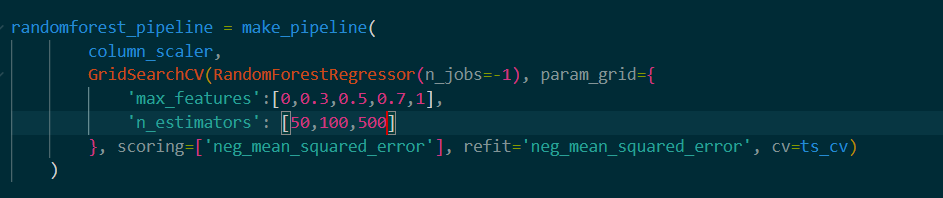 randomforest_pipeline = make_pipeline(
column_scaler,
GridSearchCV(RandomForestRegressor(n_jobs=-1), param_grid={
'max_features':[0,0.3,0.5,0.7,1],
'n_estimators': [50,100,500]
}, scoring=['neg_mean_squared_error'], refit='neg_mean_squared_error', cv=ts_cv)
)